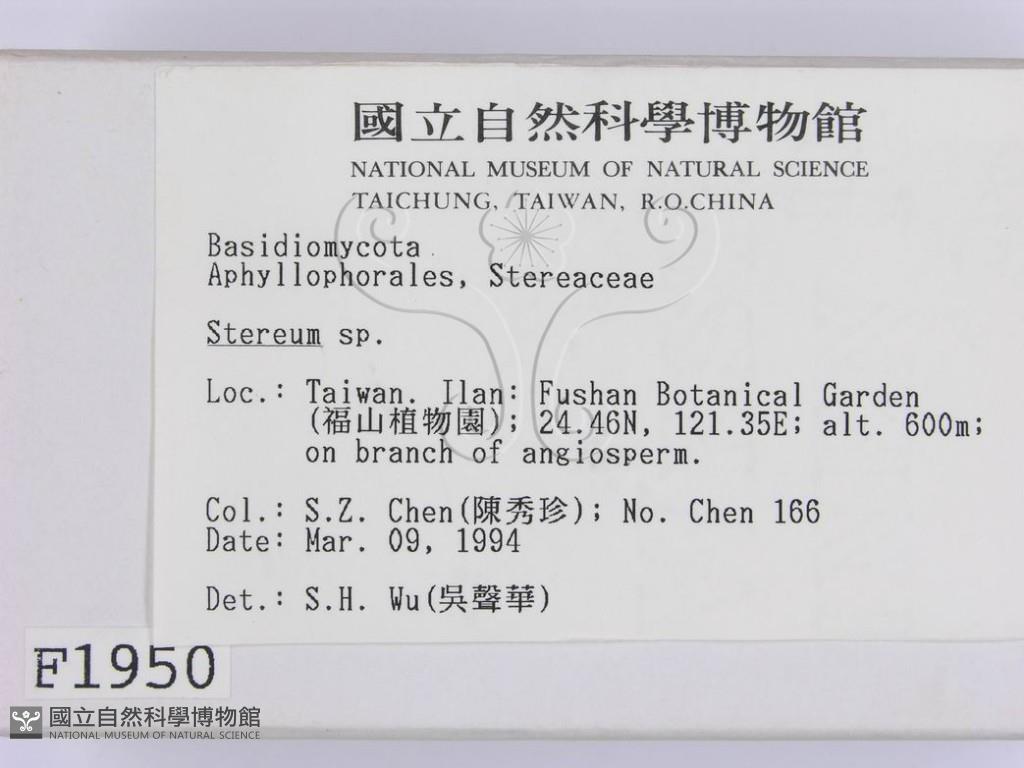 國立自然科學博物館
NATIONAL MUSEUM OF NATURAL SCIENCE
TAICHUNG, TAIWAN, R.O.CHINA
Basidiomycota
Aphyllophorales, Stereaceae
Stereum sp.
Loc.: Taiwan. Ilan: Fushan Botanical Garden
(福山植物園); 24.46N, 121.35E; alt. 600m;
on branch of angiosperm.
Col.: S.Z. Chen(陳秀珍); No. Chen 166
Date: Mar. 09, 1994
Det.: S.H. Wu(吳聲華)
F1950
國立自然科學博物館
NATIONAL MUSEUM OF NATURAL SCIENCE